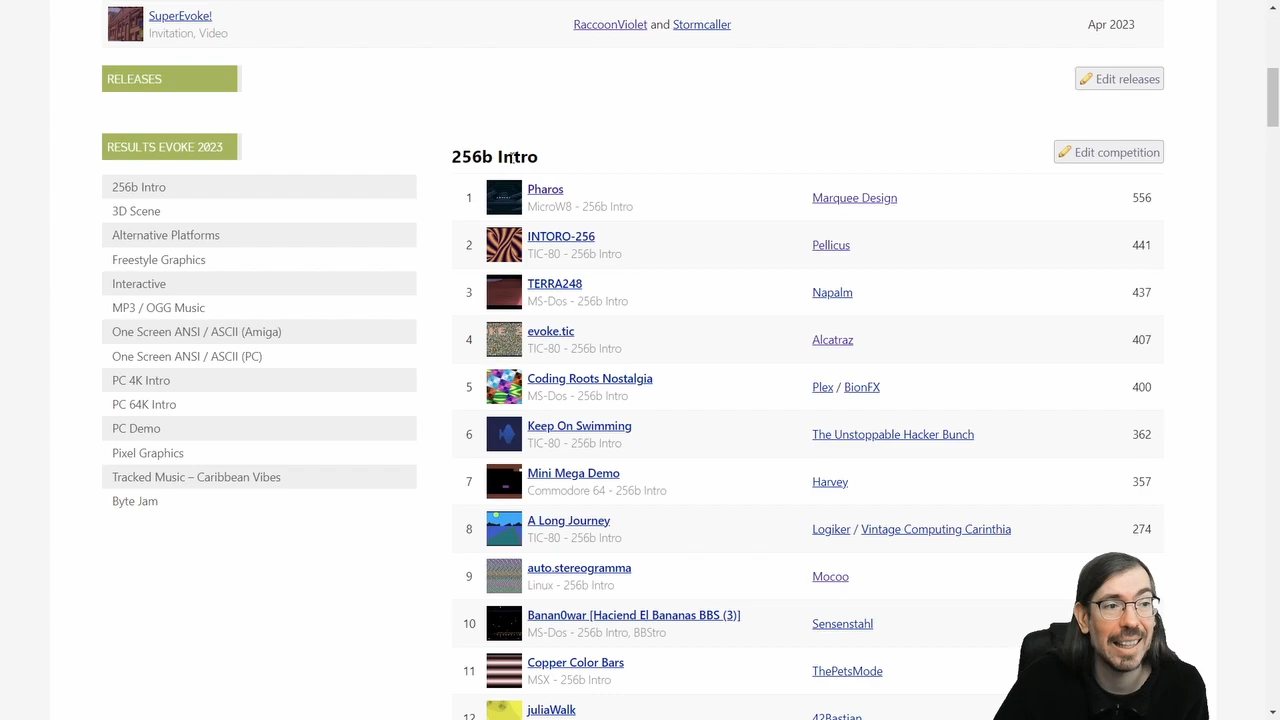 SuperEvoke!
Invitation, Video
RaccoonViolet and Stormcaller
Apr 2023
RELEASES
Edit releases
RESULTS EVOKE 2023
256b Intro
3D Scene
Alternative Platforms
Freestyle Graphics
Interactive
MP3 / OGG Music
One Screen ANSI / ASCII (Amiga)
One Screen ANSI / ASCII (PC)
PC 4K Intro
PC 64K Intro
PC Demo
Pixel Graphics
Tracked Music – Caribbean Vibes
Byte Jam
256b Intro
Edit competition
1 Pharos Marquee Design 556
MicroW8 - 256b Intro
2 INTORO-256 Pellicus 441
TIC-80 - 256b Intro
3 TERRA248 Napalm 437
MS-Dos - 256b Intro
4 evoke.tic Alcatraz 407
TIC-80 - 256b Intro
5 Coding Roots Nostalgia Plex / BionFX 400
MS-Dos - 256b Intro
6 Keep On Swimming The Unstoppable Hacker Bunch 362
TIC-80 - 256b Intro
7 Mini Mega Demo Harvey 357
Commodore 64 - 256b Intro
8 A Long Journey Logiker / Vintage Computing Carinthia 274
TIC-80 - 256b Intro
9 auto.stereogramma Mocoo
Linux - 256b Intro
10 Banan0war [Haciend El Bananas BBS (3)] Sensenstahl
MS-Dos - 256b Intro, BBStro
11 Copper Color Bars ThePetsMode
MSX - 256b Intro
12 juliaWalk 42Bastian